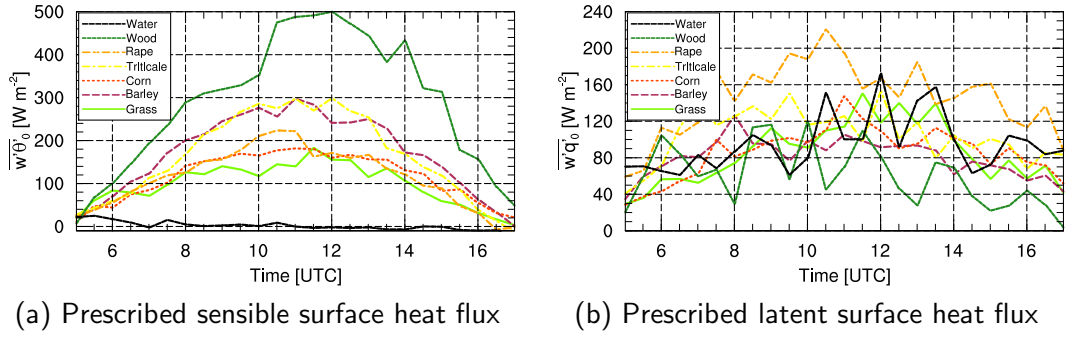 500
400
300
200
100
0
w'θ'₀ [W m⁻²]
Water
Wood
Rape
Triticale
Corn
Barley
Grass
6 8 10 12 14 16
Time [UTC]
(a) Prescribed sensible surface heat flux
240
200
160
120
80
40
0
w'q'₀ [W m⁻²]
Water
Wood
Rape
Triticale
Corn
Barley
Grass
6 8 10 12 14 16
Time [UTC]
(b) Prescribed latent surface heat flux